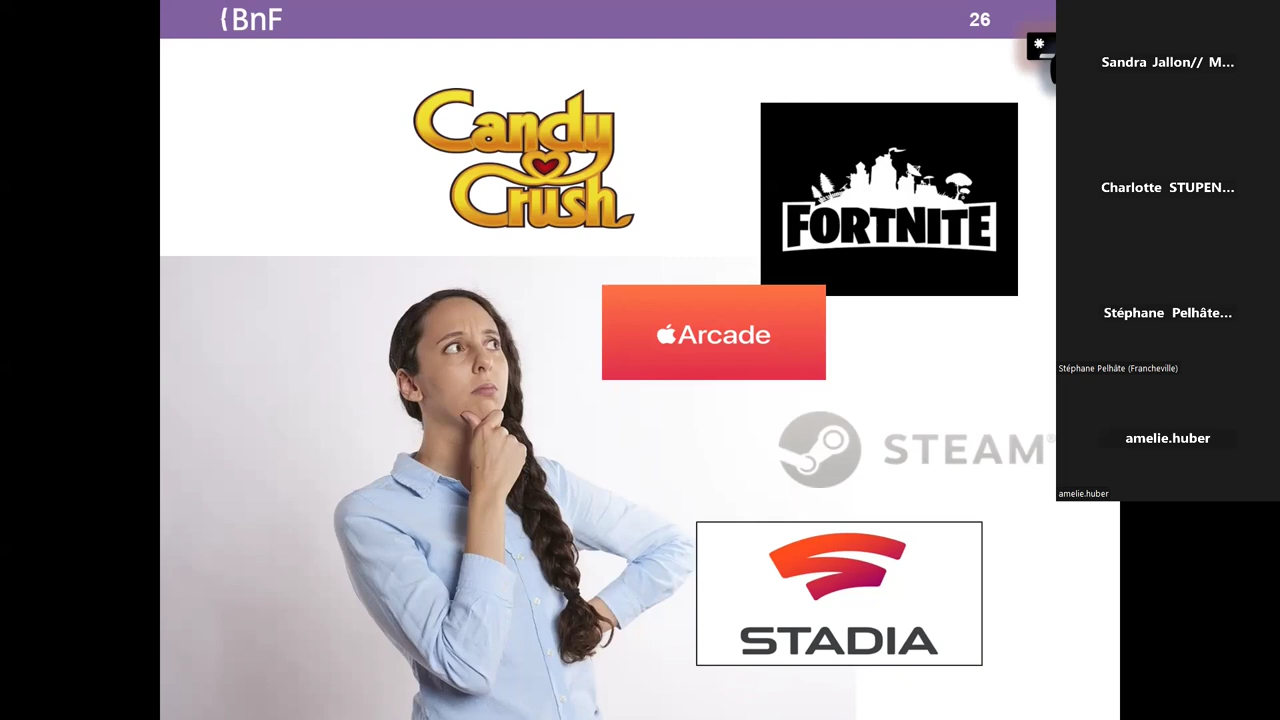 BnF
26
Candy
Crush
FORTNITE
Arcade
STEAM®
STADIA
Sandra Jallon// M...
Charlotte STUPEN...
Stéphane Pelhâte...
Stéphane Pelhâte (Francheville)
amelie.huber
amelie.huber